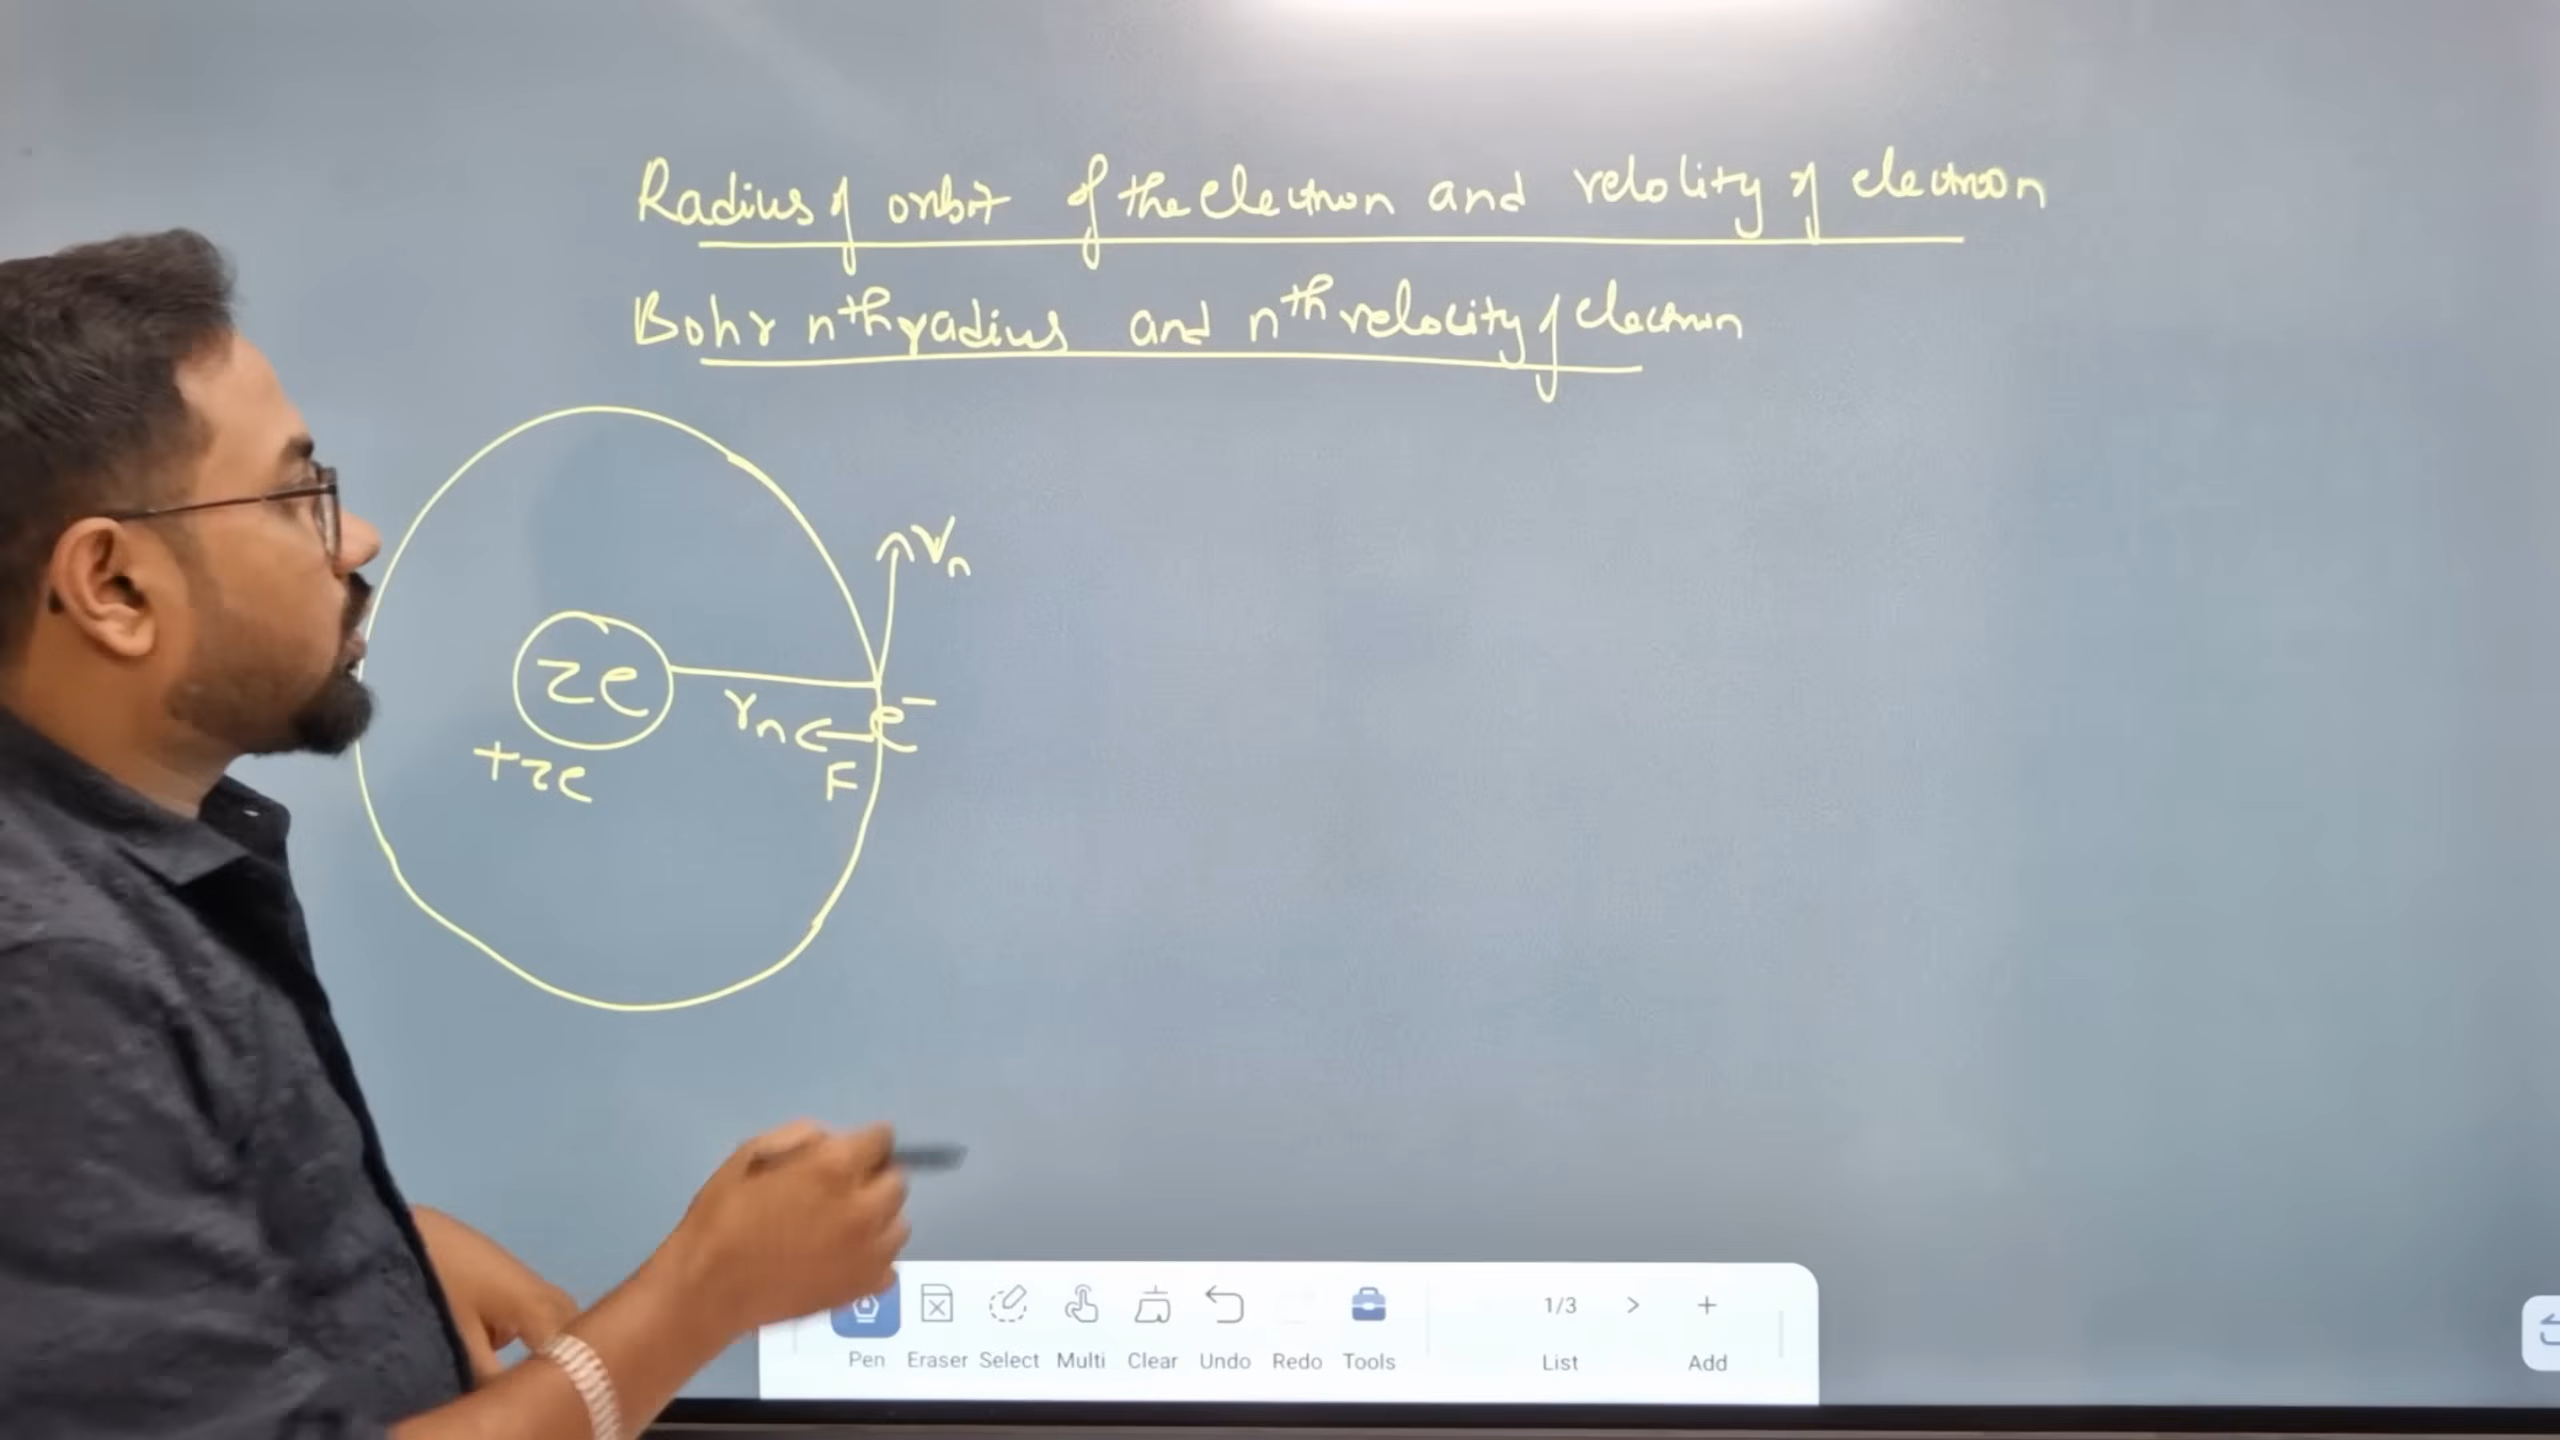 Radius of orbit of the electron and velolity of electron
Bohr nth radius and nth velocity of electron
Vn
ze
rn
e-
+ze
F
1/3
Pen Eraser Select Multi Clear Undo Redo Tools List Add